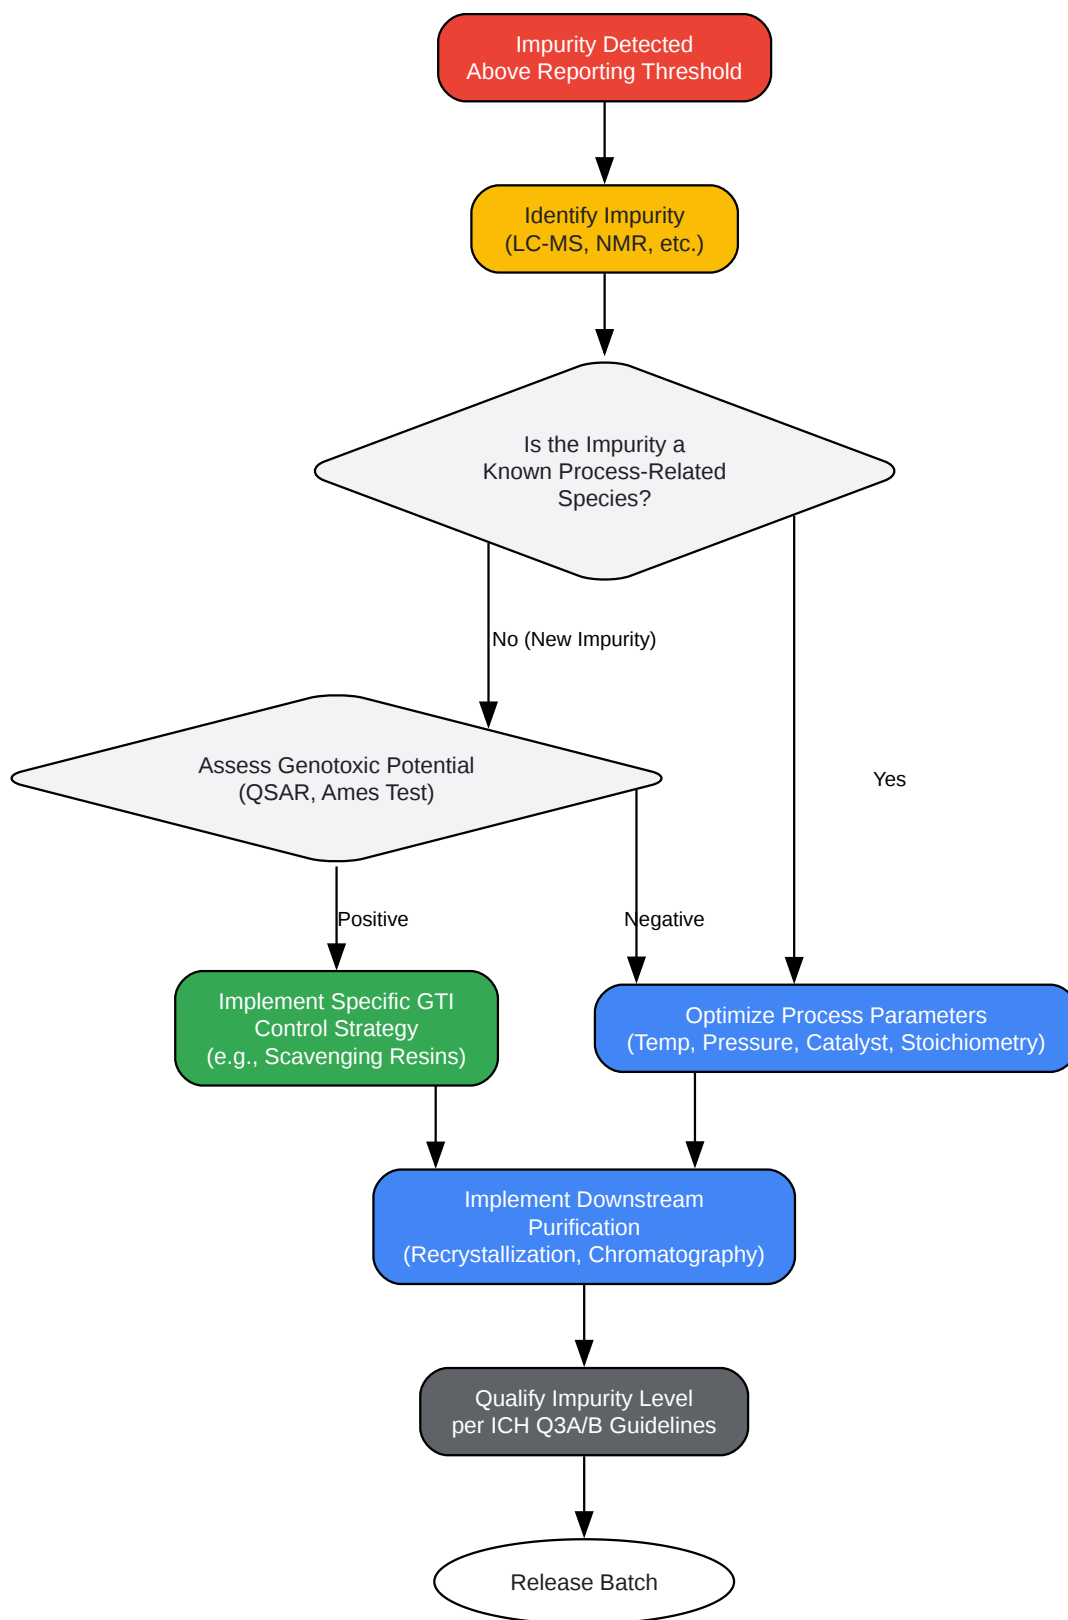 Impurity Detected
Above Reporting Threshold
Identify Impurity
(LC-MS, NMR, etc.)
Is the Impurity a
Known Process-Related
Species?
No (New Impurity)
Assess Genotoxic Potential
(QSAR, Ames Test)
Yes
Positive
Negative
Implement Specific GTI
Control Strategy
(e.g., Scavenging Resins)
Optimize Process Parameters
(Temp, Pressure, Catalyst, Stoichiometry)
Implement Downstream
Purification
(Recrystallization, Chromatography)
Qualify Impurity Level
per ICH Q3A/B Guidelines
Release Batch